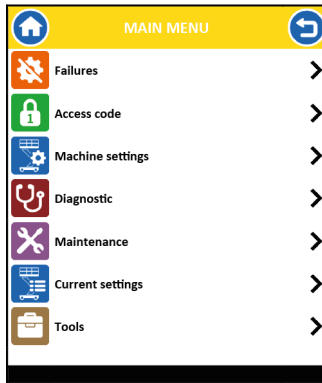 MAIN MENU
Failures
1
Access code
Machine settings
Diagnostic
Maintenance
Current settings
Tools